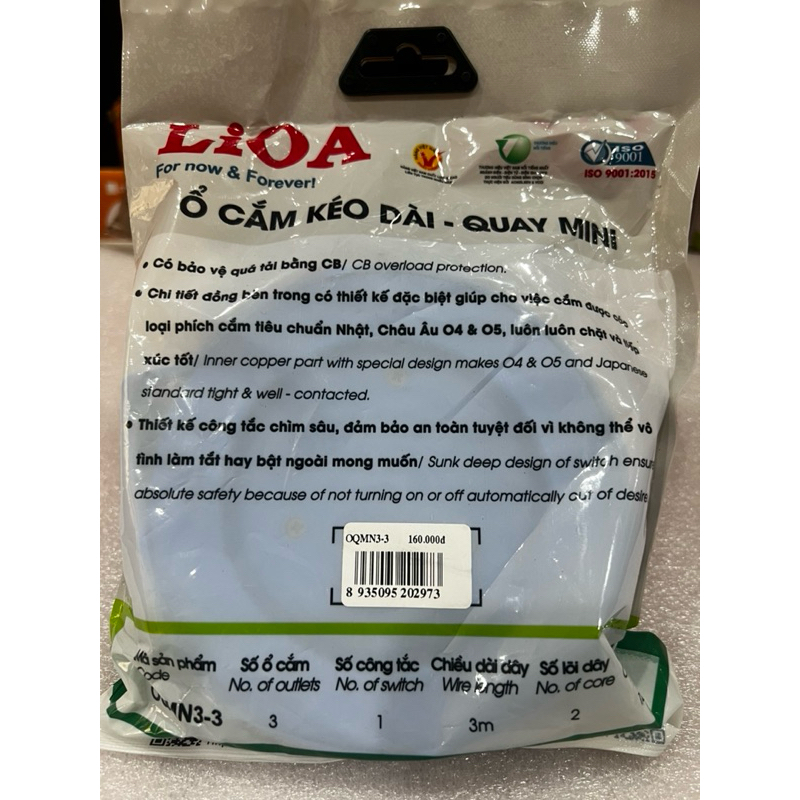 LiOA
For now & Forever!
ISO
9001
ISO 9001:2015
Ổ CẮM KÉO DÀI - QUAY MINI
• Có bảo vệ quá tải bằng CB/ CB overload protection.
• Chi tiết đồng bên trong có thiết kế đặc biệt giúp cho việc cắm được các
loại phích cắm tiêu chuẩn Nhật, Châu Âu O4 & O5, luôn luôn chặt và tiếp
xúc tốt/ Inner copper part with special design makes O4 & O5 and Japanese
standard tight & well - contacted.
• Thiết kế công tắc chìm sâu, đảm bảo an toàn tuyệt đối vì không thể vô
tình làm tắt hay bật ngoài mong muốn/ Sunk deep design of switch ensu
absolute safety because of not turning on or off automatically out of desire
OQMN3-3 160.000đ
8 935095 202973
Mã sản phẩm Số ổ cắm Số công tắc Chiều dài dây Số lõi dây
Code No. of outlets No. of switch Wire length No. of core
OQMN3-3 3 1 3m 2